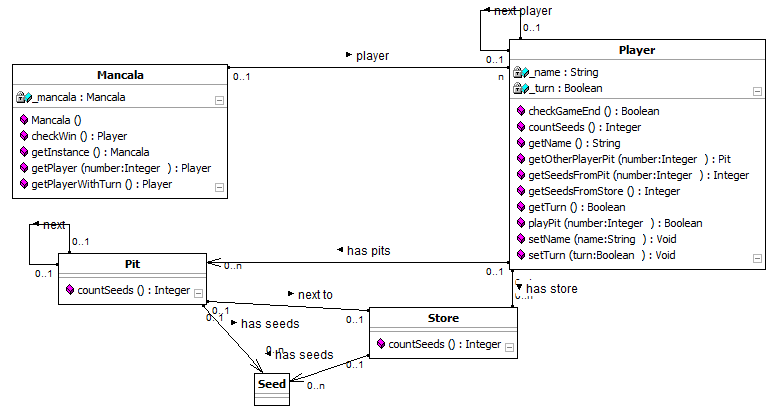 next player
0..1
0..1
player
0..1
n
Mancala
_mancala : Mancala
Mancala ()
checkWin () : Player
getInstance () : Mancala
getPlayer (number:Integer ) : Player
getPlayerWithTurn () : Player
Player
_name : String
_turn : Boolean
checkGameEnd () : Boolean
countSeeds () : Integer
getName () : String
getOtherPlayerPit (number:Integer ) : Pit
getSeedsFromPit (number:Integer ) : Integer
getSeedsFromStore () : Integer
getTurn () : Boolean
playPit (number:Integer ) : Boolean
setName (name:String ) : Void
setTurn (turn:Boolean ) : Void
next
0..1
0..1
has pits
0..n
0..1
Pit
countSeeds () : Integer
has store
next to
0..1
0..1
0..1
has seeds
0..n
Store
countSeeds () : Integer
has seeds
0..1
0..n
Seed